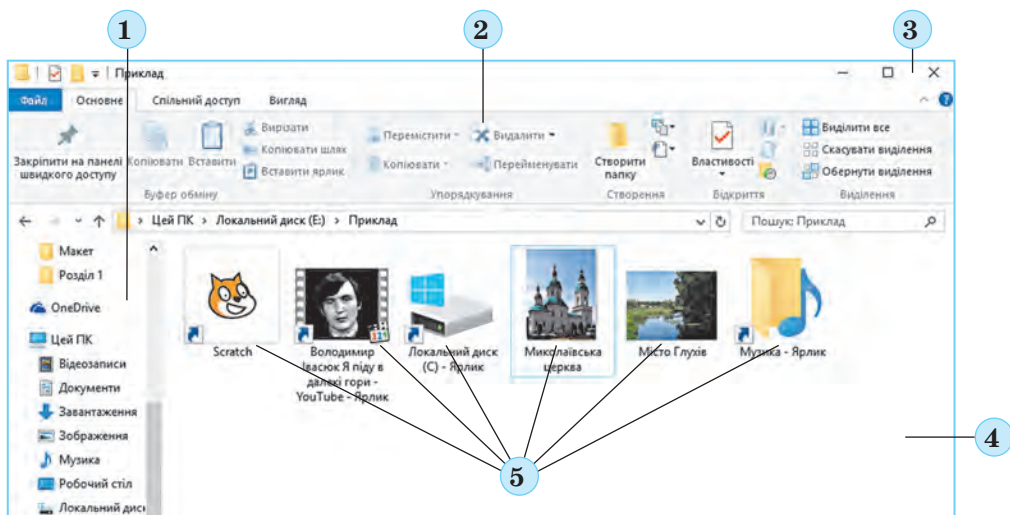 1
2
3
Приклад
Файл Основне Спільний доступ Вигляд
Закріпити на панелі швидкого доступу
Копіювати
Вставити
Вирізати
Копіювати шлях
Вставити ярлик
Буфер обміну
Перемістити
Копіювати
Видалити
Перейменувати
Упорядкування
Створити папку
Створення
Властивості
Відкриття
Виділити все
Скасувати виділення
Обернути виділення
Виділення
Цей ПК > Локальний диск (E:) > Приклад
Пошук: Приклад
Макет
Розділ 1
OneDrive
Цей ПК
Відеозаписи
Документи
Завантаження
Зображення
Музика
Робочий стіл
Локальний дис
Scratch
Володимир
Івасюк Я піду в
далекі гори -
YouTube - Ярлик
Локальний диск
(C) - Ярлик
Миколаївська
церква
Місто Глухів
Музика - Ярлик
4
5